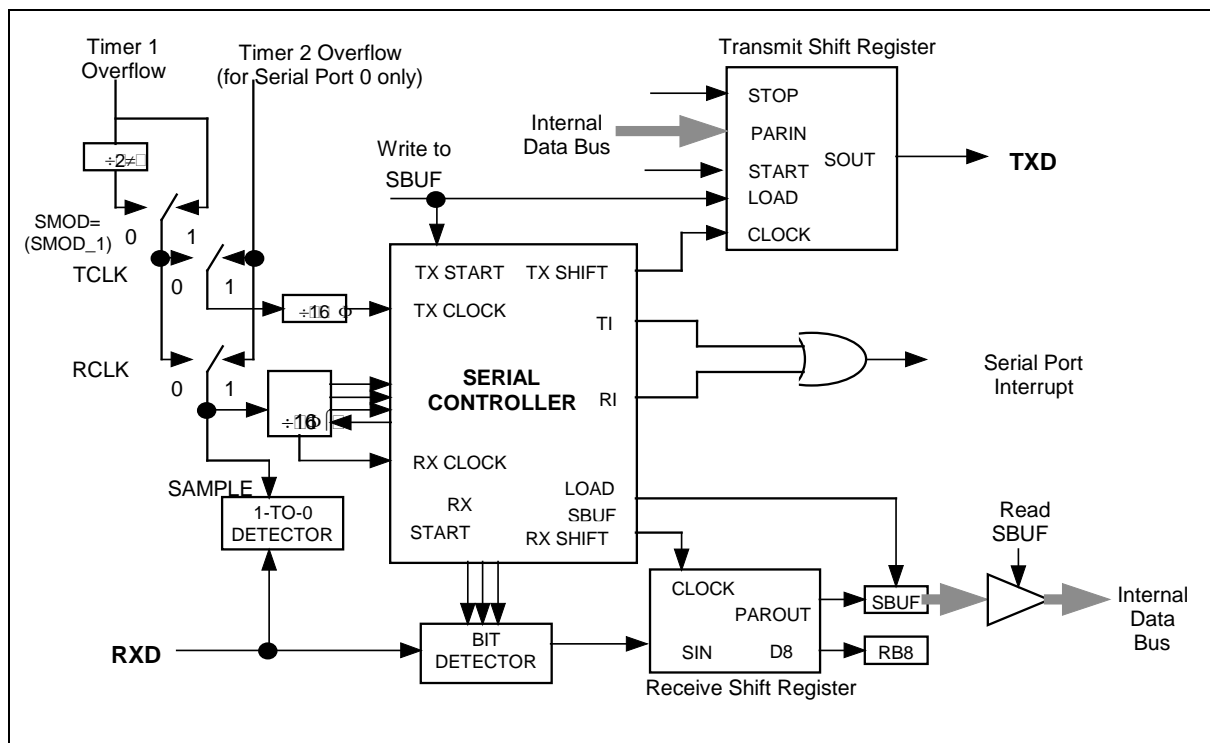 Timer 1
Overflow
Timer 2 Overflow
(for Serial Port 0 only)
Transmit Shift Register
STOP
Internal
Data Bus
PARIN
SOUT
TXD
START
LOAD
CLOCK
÷2
Write to
SBUF
SMOD=
(SMOD_1)
0
1
TCLK
0
1
÷16
TX START
TX SHIFT
TX CLOCK
TI
RCLK
0
1
÷16
SERIAL
CONTROLLER
RI
Serial Port
Interrupt
RX CLOCK
SAMPLE
LOAD
SBUF
RX
START
RX SHIFT
1-TO-0
DETECTOR
Read
SBUF
CLOCK
PAROUT
SBUF
Internal
Data
Bus
RXD
BIT
DETECTOR
SIN
D8
RB8
Receive Shift Register